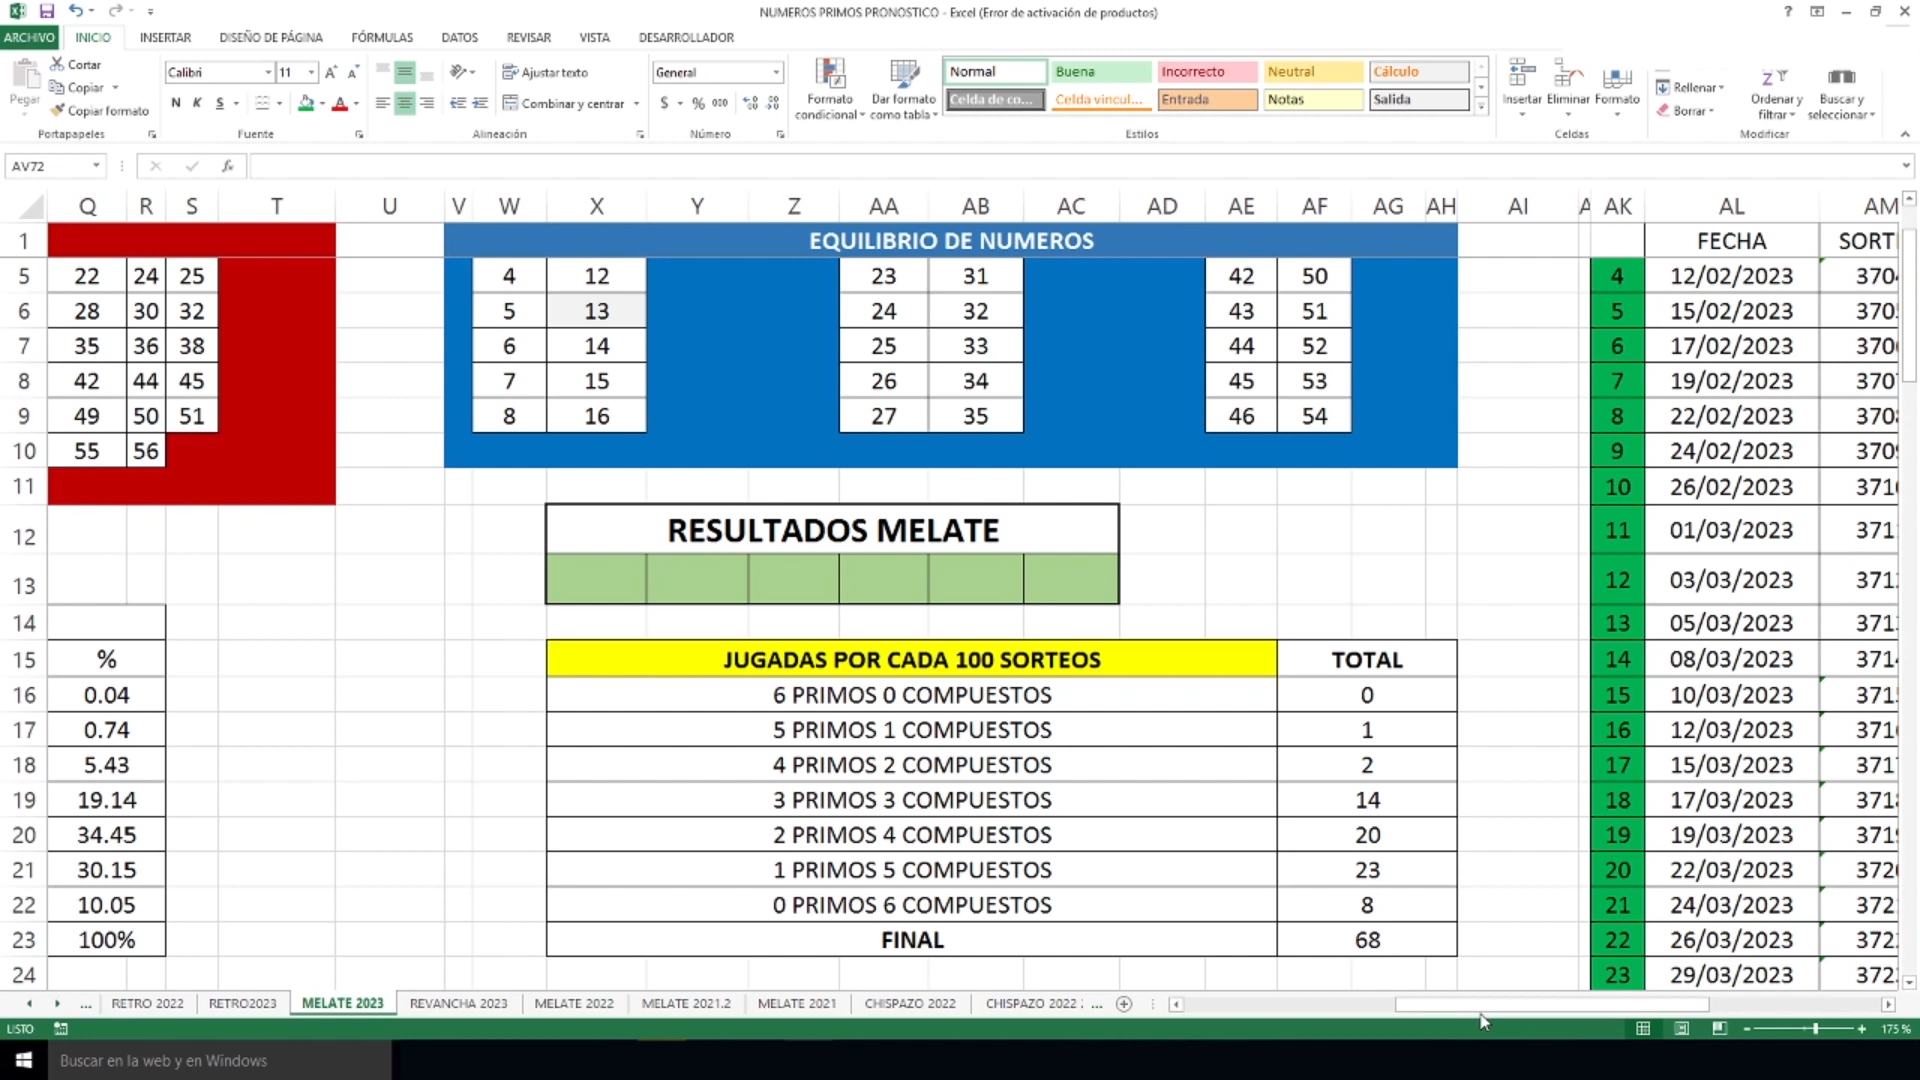 NUMEROS PRIMOS PRONOSTICO - Excel (Error de activación de productos)
ARCHIVO INICIO INSERTAR DISEÑO DE PÁGINA FÓRMULAS DATOS REVISAR VISTA DESARROLLADOR
Pegar Cortar Copiar Copiar formato Portapapeles
Calibri 11 N K S Fuente
Ajustar texto Combinar y centrar Alineación
General $ % 000 Número
Formato condicional Dar formato como tabla
Normal Buena Incorrecto Neutral Cálculo
Celda de co... Celda vincul... Entrada Notas Salida
Estilos
Insertar Eliminar Formato Celdas
Rellenar Borrar Ordenar y filtrar Buscar y seleccionar Modificar
AV72 fx
Q R S T U V W X Y Z AA AB AC AD AE AF AG AH AI A AK AL AM
1 EQUILIBRIO DE NUMEROS FECHA SORT
5 22 24 25 4 12 23 31 42 50 4 12/02/2023 370
6 28 30 32 5 13 24 32 43 51 5 15/02/2023 370
7 35 36 38 6 14 25 33 44 52 6 17/02/2023 370
8 42 44 45 7 15 26 34 45 53 7 19/02/2023 370
9 49 50 51 8 16 27 35 46 54 8 22/02/2023 370
10 55 56 9 24/02/2023 370
11 10 26/02/2023 371
12 RESULTADOS MELATE 11 01/03/2023 371
13 12 03/03/2023 371
14 13 05/03/2023 371
15 % JUGADAS POR CADA 100 SORTEOS TOTAL 14 08/03/2023 371
16 0.04 6 PRIMOS 0 COMPUESTOS 0 15 10/03/2023 371
17 0.74 5 PRIMOS 1 COMPUESTOS 1 16 12/03/2023 371
18 5.43 4 PRIMOS 2 COMPUESTOS 2 17 15/03/2023 371
19 19.14 3 PRIMOS 3 COMPUESTOS 14 18 17/03/2023 371
20 34.45 2 PRIMOS 4 COMPUESTOS 20 19 19/03/2023 371
21 30.15 1 PRIMOS 5 COMPUESTOS 23 20 22/03/2023 372
22 10.05 0 PRIMOS 6 COMPUESTOS 8 21 24/03/2023 372
23 100% FINAL 68 22 26/03/2023 372
24 23 29/03/2023 372
... RETRO 2022 RETRO2023 MELATE 2023 REVANCHA 2023 MELATE 2022 MELATE 2021.2 MELATE 2021 CHISPAZO 2022 CHISPAZO 2022 ...
LISTO 175 %
Buscar en la web y en Windows